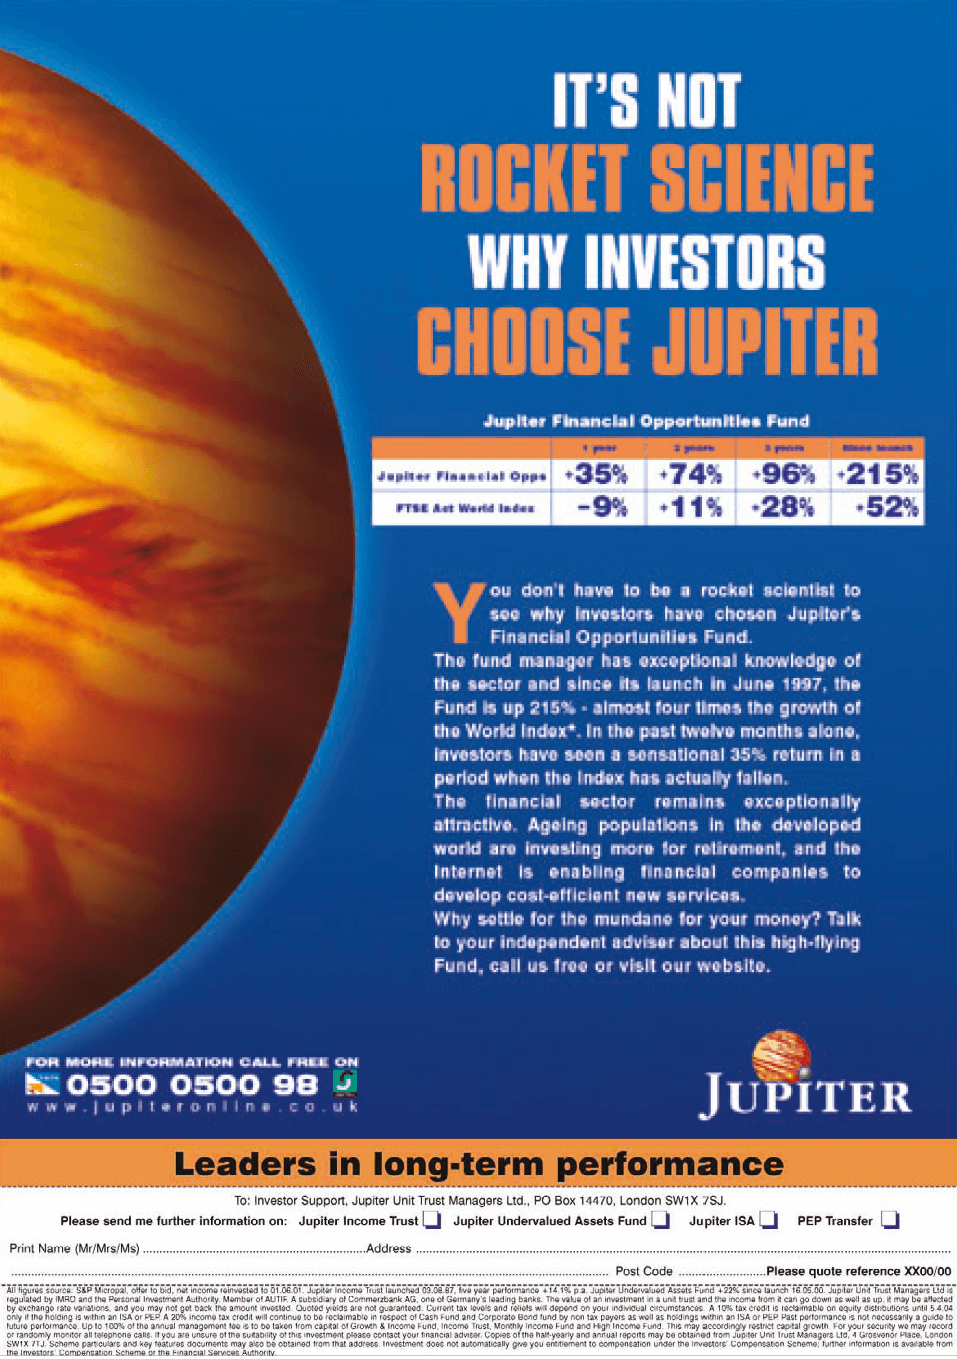 IT'S NOT
ROCKET SCIENCE
WHY INVESTORS
CHOOSE JUPITER
Jupiter Financial Opportunities Fund
1 year 2 years 3 years Since launch
Jupiter Financial Opps +35% +74% +96% +215%
FTSE Act World Index -9% +11% +28% +52%
You don't have to be a rocket scientist to
see why investors have chosen Jupiter's
Financial Opportunities Fund.
The fund manager has exceptional knowledge of
the sector and since its launch in June 1997, the
Fund is up 215% - almost four times the growth of
the World Index*. In the past twelve months alone,
investors have seen a sensational 35% return in a
period when the Index has actually fallen.
The financial sector remains exceptionally
attractive. Ageing populations in the developed
world are investing more for retirement, and the
Internet is enabling financial companies to
develop cost-efficient new services.
Why settle for the mundane for your money? Talk
to your independent adviser about this high-flying
Fund, call us free or visit our website.
FOR MORE INFORMATION CALL FREE ON
0500 0500 98
www.jupiteronline.co.uk
JUPITER
Leaders in long-term performance
To: Investor Support, Jupiter Unit Trust Managers Ltd., PO Box 14470, London SW1X 7SJ.
Please send me further information on: Jupiter Income Trust Jupiter Undervalued Assets Fund Jupiter ISA PEP Transfer
Print Name (Mr/Mrs/Ms) Address
Post Code Please quote reference XX00/00
All figures source: S&P Micropal, offer to bid, net income reinvested to 01.06.01. Jupiter Income Trust launched 03.08.87, five year performance +14.1% p.a. Jupiter Undervalued Assets Fund +22% since launch 16.05.00. Jupiter Unit Trust Managers Ltd is
regulated by IMRO and the Personal Investment Authority. Member of AUTIF. A subsidiary of Commerzbank AG, one of Germany's leading banks. The value of an investment in a unit trust and the income from it can go down as well as up, it may be affected
by exchange rate variations, and you may not get back the amount invested. Quoted yields are not guaranteed. Current tax levels and reliefs will depend on your individual circumstances. A 10% tax credit is reclaimable on equity distributions until 5.4.04
only if the holding is within an ISA or PEP. A 20% income tax credit will continue to be reclaimable in respect of Cash Fund and Corporate Bond fund by non tax payers as well as holdings within an ISA or PEP. Past performance is not necessarily a guide to
future performance. Up to 100% of the annual management fee is to be taken from capital of Growth & Income Fund, Income Trust, Monthly Income Fund and High Income Fund. This may accordingly restrict capital growth. For your security we may record
or randomly monitor all telephone calls. If you are unsure of the suitability of this investment please contact your financial adviser. Copies of the half-yearly and annual reports may be obtained from Jupiter Unit Trust Managers Ltd, 4 Grosvenor Place, London
SW1X 7TJ. Scheme particulars and key features documents may also be obtained from that address. Investment does not automatically give you entitlement to compensation under the Investors' Compensation Scheme; further information is available from
the Investors' Compensation Scheme or the Financial Services Authority.